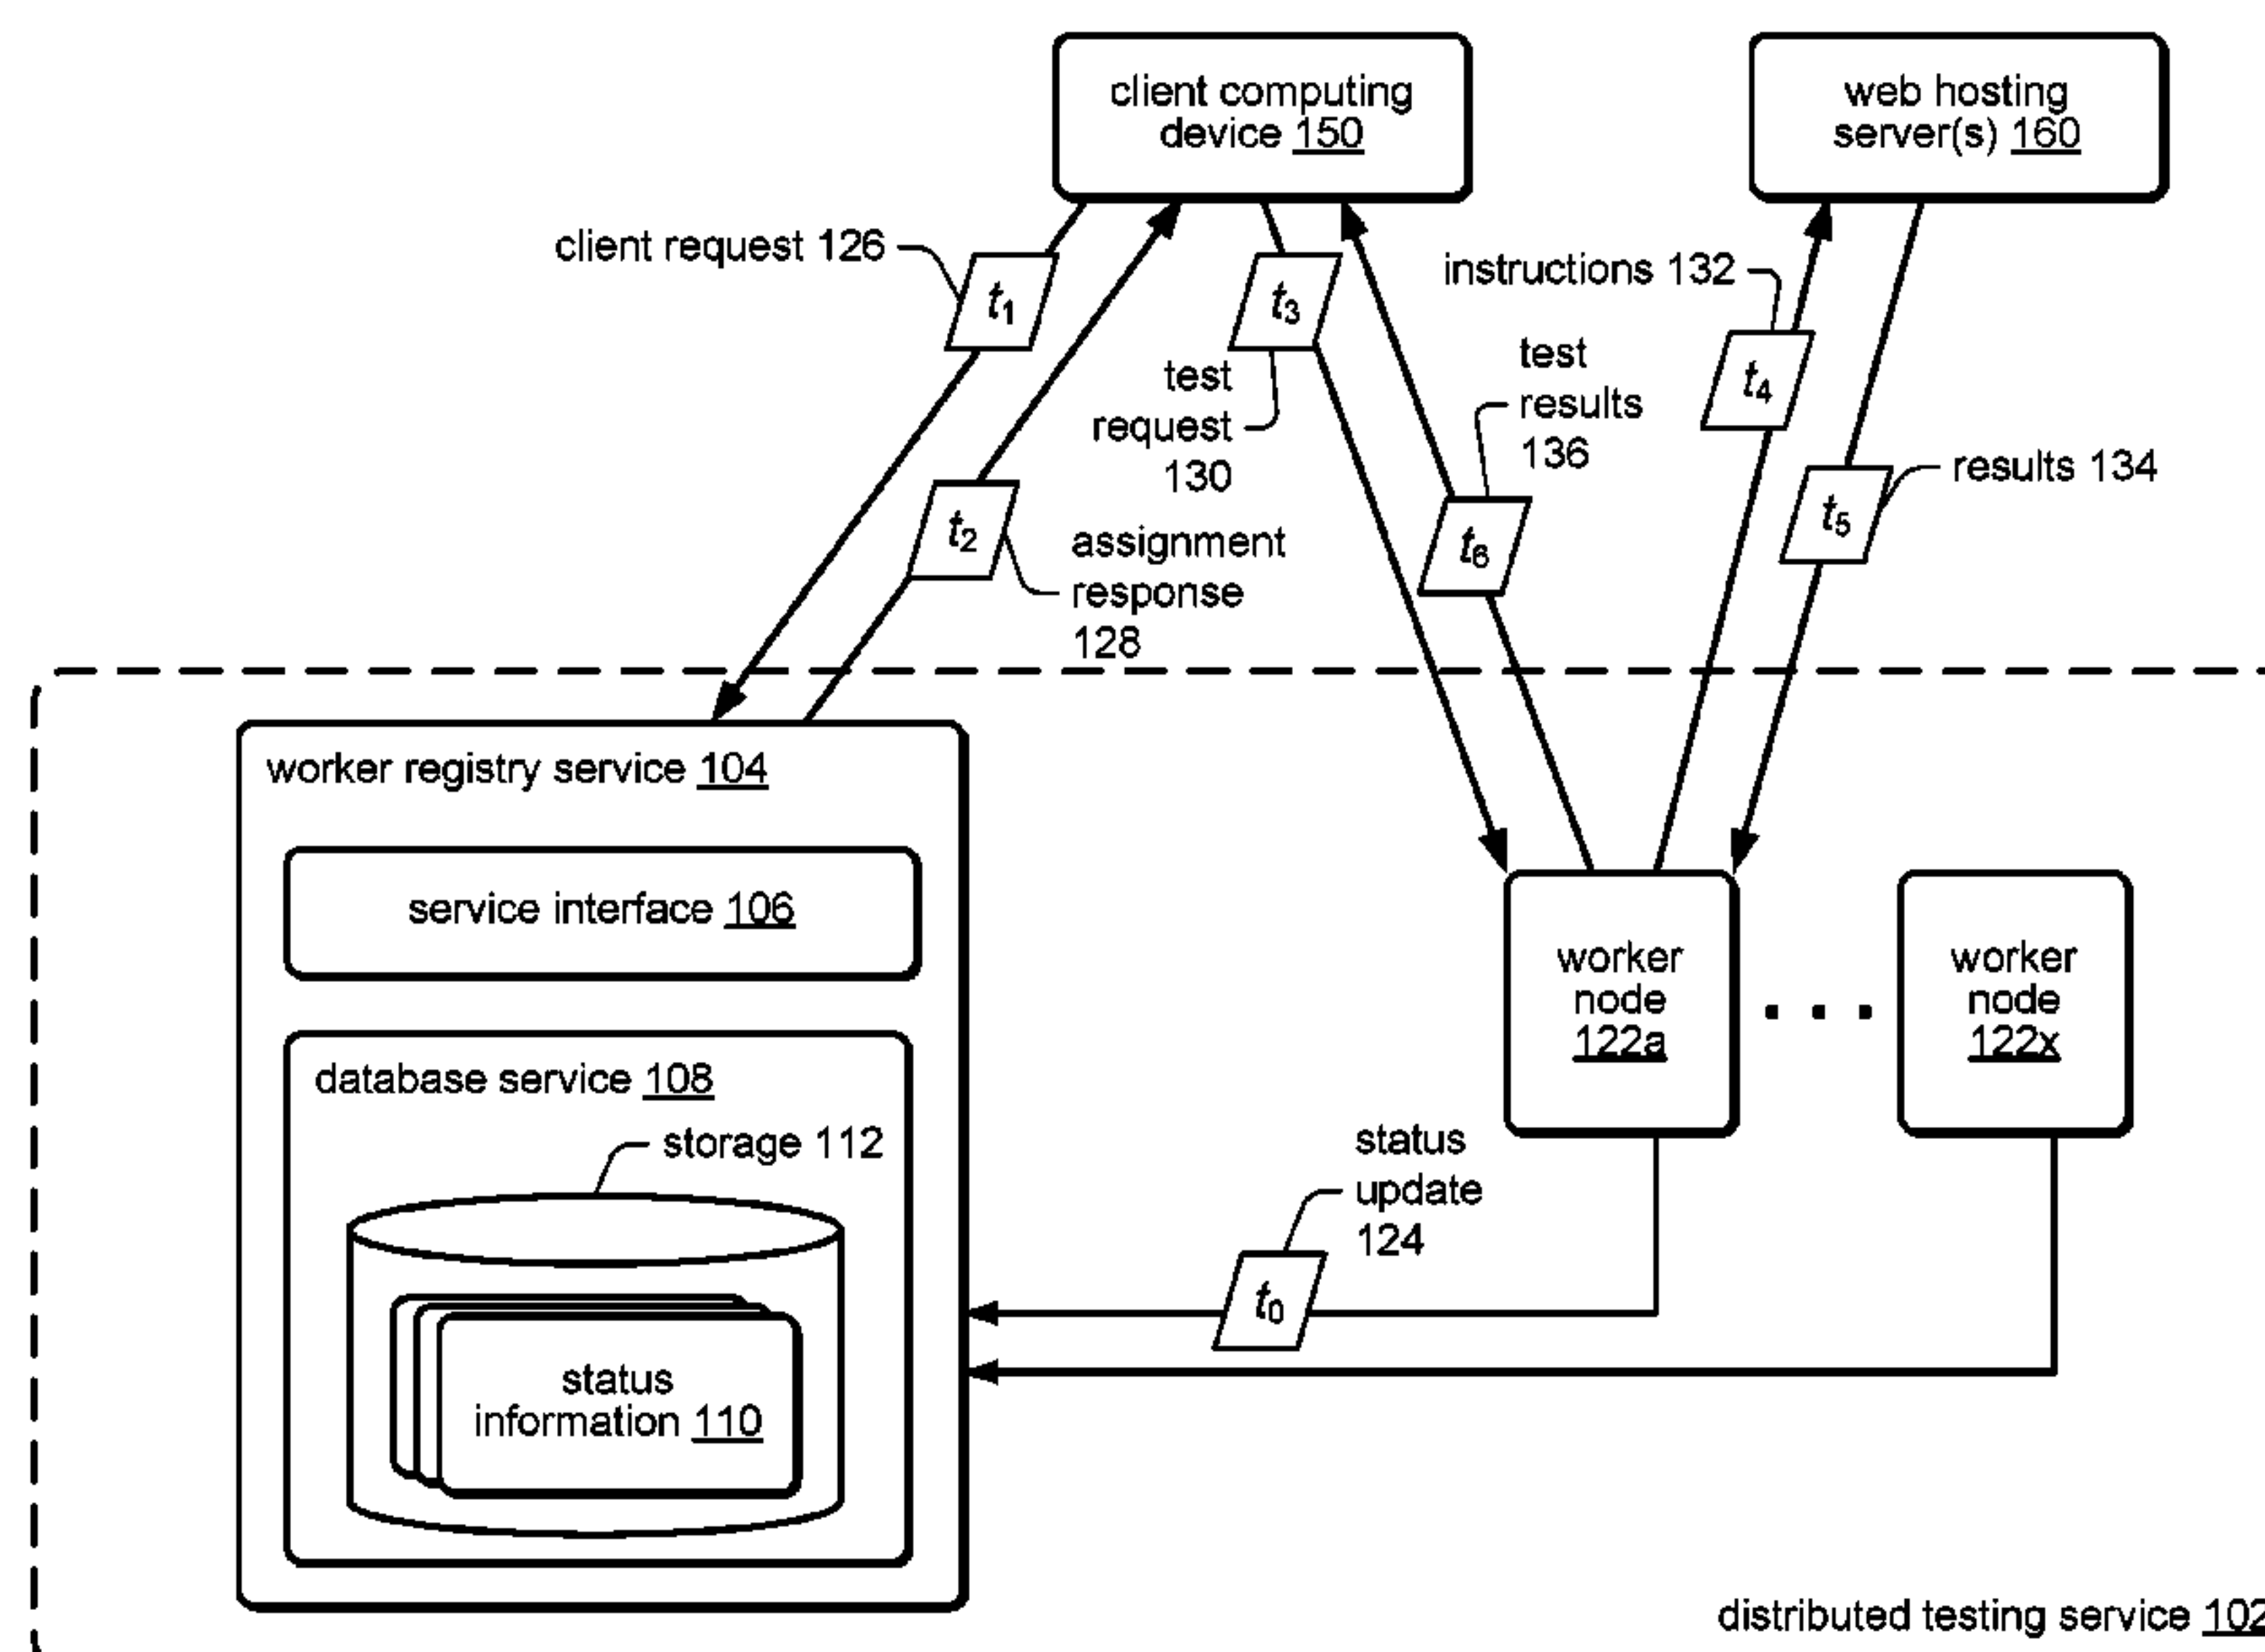 client computing
device 150
web hosting
server(s) 160
client request 126
t1
t3
instructions 132
t4
test
request
130
test
results
136
results 134
t5
t2
t6
assignment
response
128
worker registry service 104
service interface 106
worker
node
122a
. . .
worker
node
122x
database service 108
storage 112
status
update
124
t0
status
information 110
distributed testing service 102